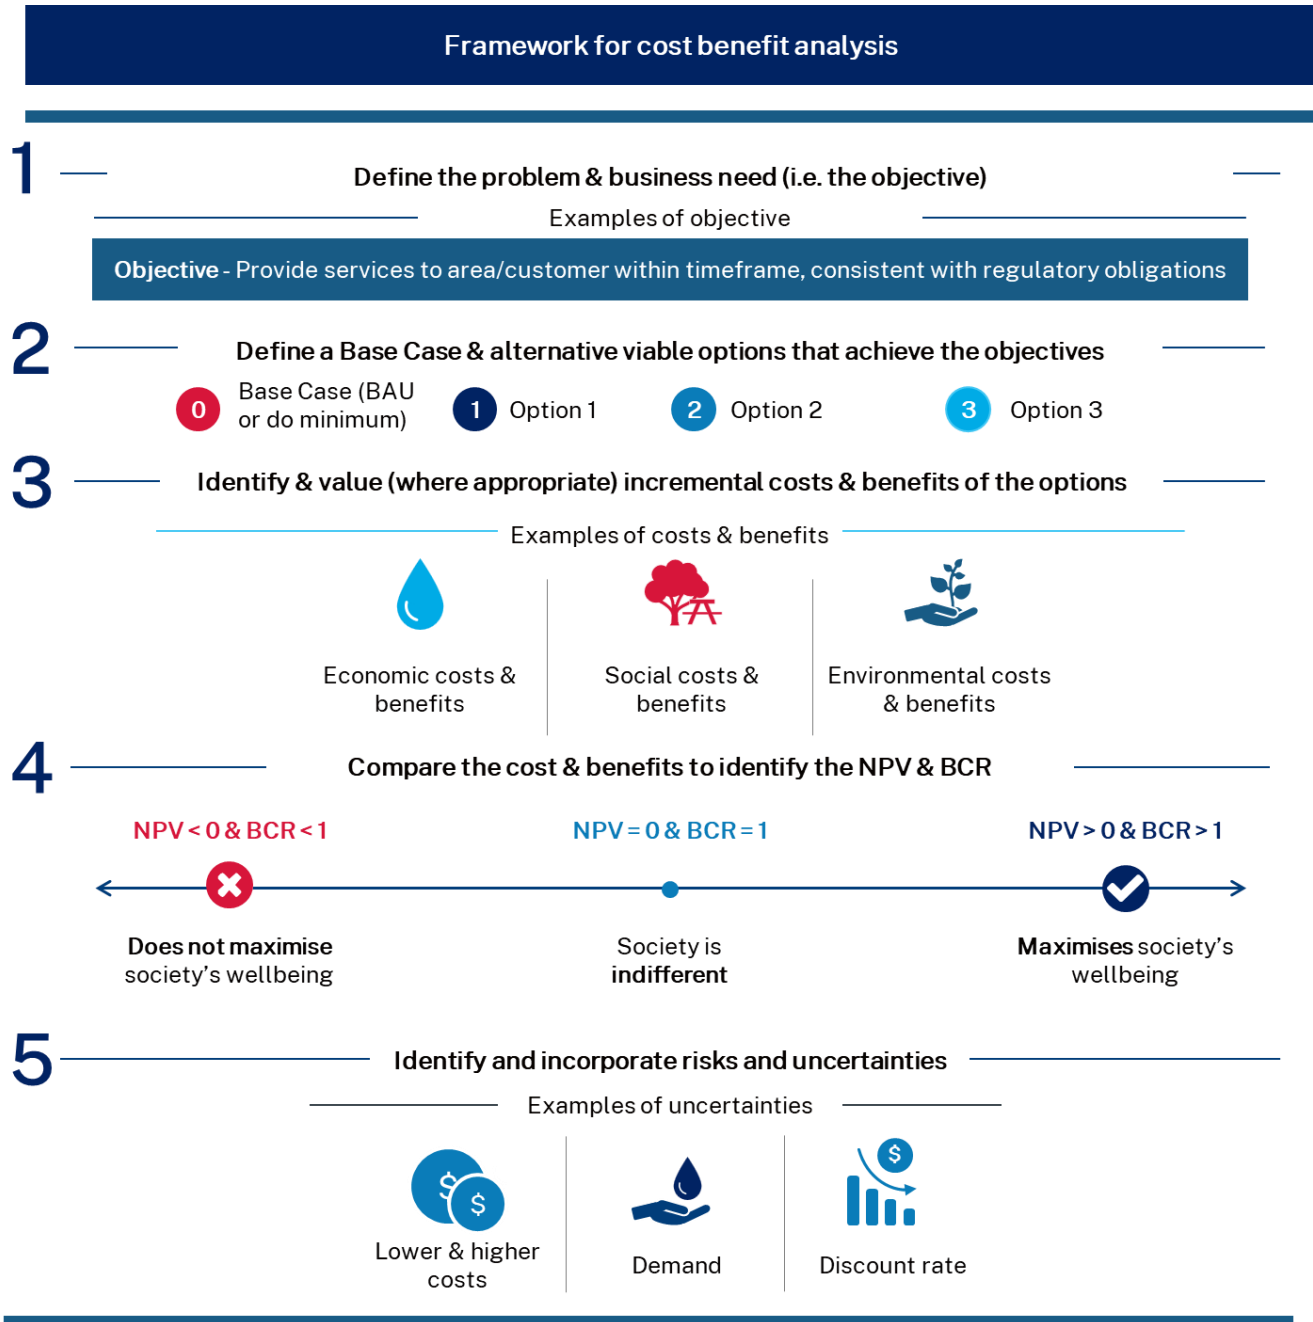 Framework for cost benefit analysis
1
Define the problem & business need (i.e. the objective)
Examples of objective
Objective - Provide services to area/customer within timeframe, consistent with regulatory obligations
2
Define a Base Case & alternative viable options that achieve the objectives
0
Base Case (BAU
or do minimum)
1
Option 1
2
Option 2
3
Option 3
3
Identify & value (where appropriate) incremental costs & benefits of the options
Examples of costs & benefits
Economic costs &
benefits
Social costs &
benefits
Environmental costs
& benefits
4
Compare the cost & benefits to identify the NPV & BCR
NPV < 0 & BCR < 1
NPV = 0 & BCR = 1
NPV > 0 & BCR > 1
Does not maximise
society's wellbeing
Society is
indifferent
Maximises society's
wellbeing
5
Identify and incorporate risks and uncertainties
Examples of uncertainties
$
$
Lower & higher
costs
Demand
$
Discount rate